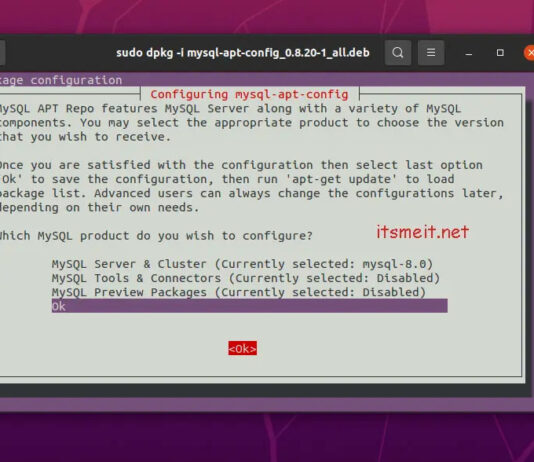 sudo dpkg -i mysql-apt-config_0.8.20-1_all.deb
kage configuration
Configuring mysql-apt-config
MySQL APT Repo features MySQL Server along with a variety of MySQL
components. You may select the appropriate product to choose the version
that you wish to receive.
Once you are satisfied with the configuration then select last option
'Ok' to save the configuration, then run 'apt-get update' to load
package list. Advanced users can always change the configurations later,
depending on their own needs.
Which MySQL product do you wish to configure?
itsmeit.net
MySQL Server & Cluster (Currently selected: mysql-8.0)
MySQL Tools & Connectors (Currently selected: Disabled)
MySQL Preview Packages (Currently selected: Disabled)
Ok
<Ok>